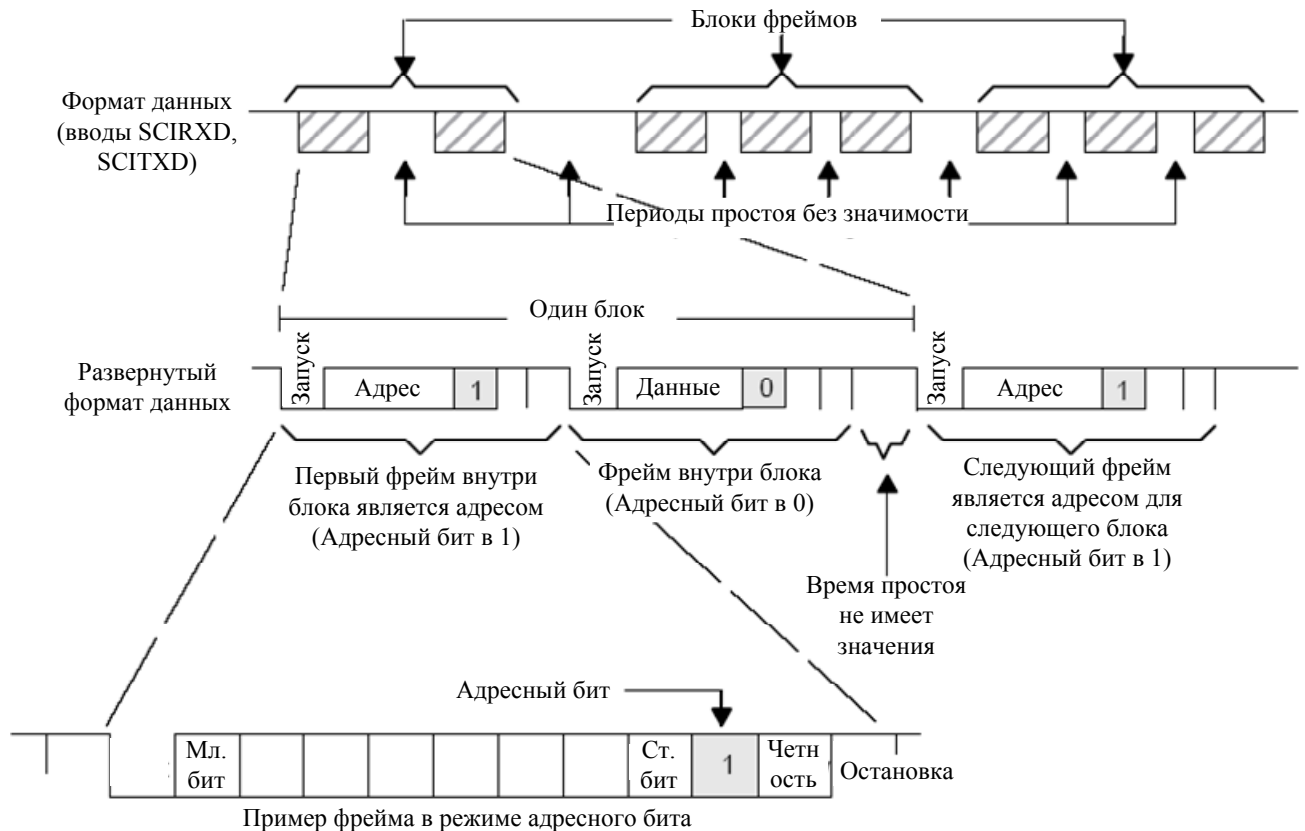 Блоки фреймов
Формат данных
(вводы SCIRXD,
SCITXD)
Периоды простоя без значимости
Один блок
Развернутый
формат данных
Запуск
Адрес
1
Запуск
Данные
0
Запуск
Адрес
1
Первый фрейм внутри
блока является адресом
(Адресный бит в 1)
Фрейм внутри блока
(Адресный бит в 0)
Следующий фрейм
является адресом для
следующего блока
(Адресный бит в 1)
Время простоя
не имеет
значения
Адресный бит
Мл.
бит
Ст.
бит
1
Четн
ость
Остановка
Пример фрейма в режиме адресного бита